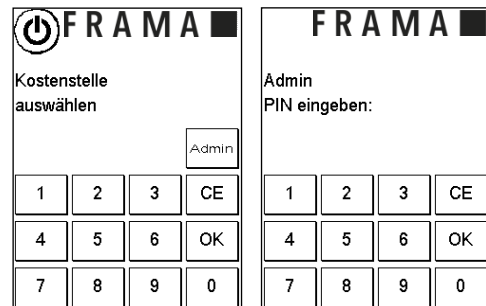 FRAMA
Kostenstelle
auswählen
Admin
1 2 3 CE
4 5 6 OK
7 8 9 0
FRAMA
Admin
PIN eingeben:
1 2 3 CE
4 5 6 OK
7 8 9 0